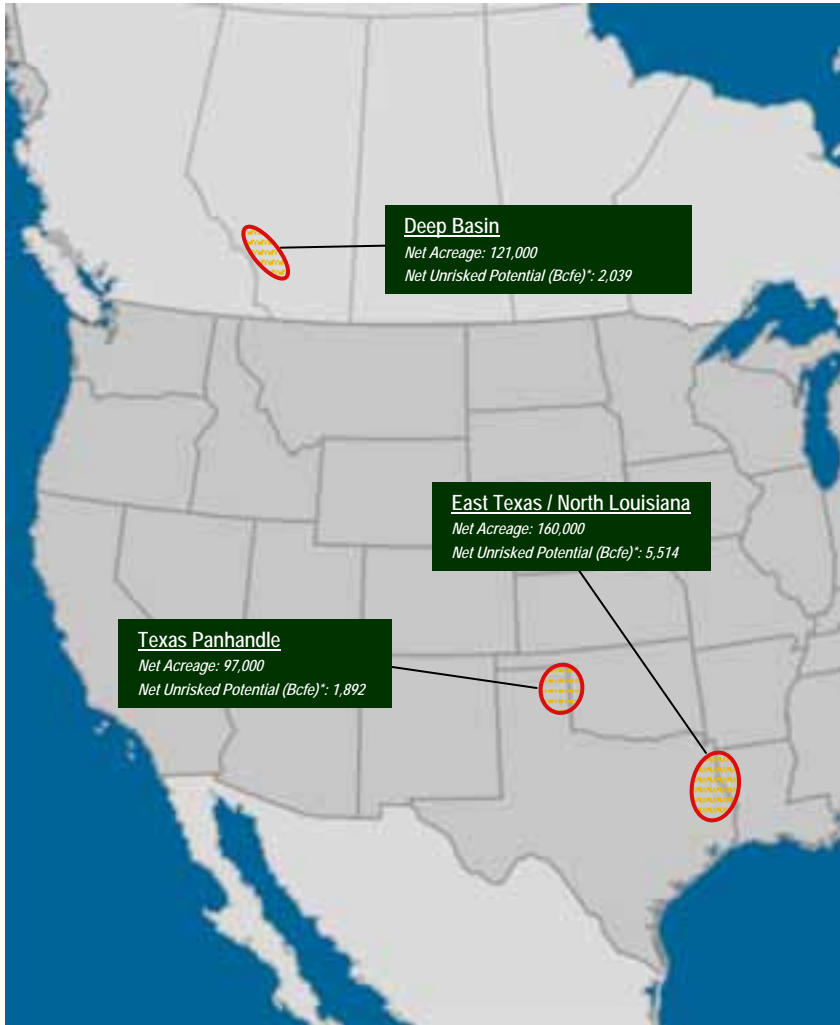 Deep Basin
Net Acreage: 121,000
Net Unrisked Potential (Bcfe)*: 2,039
East Texas / North Louisiana
Net Acreage: 160,000
Net Unrisked Potential (Bcfe)*: 5,514
Texas Panhandle
Net Acreage: 97,000
Net Unrisked Potential (Bcfe)*: 1,892